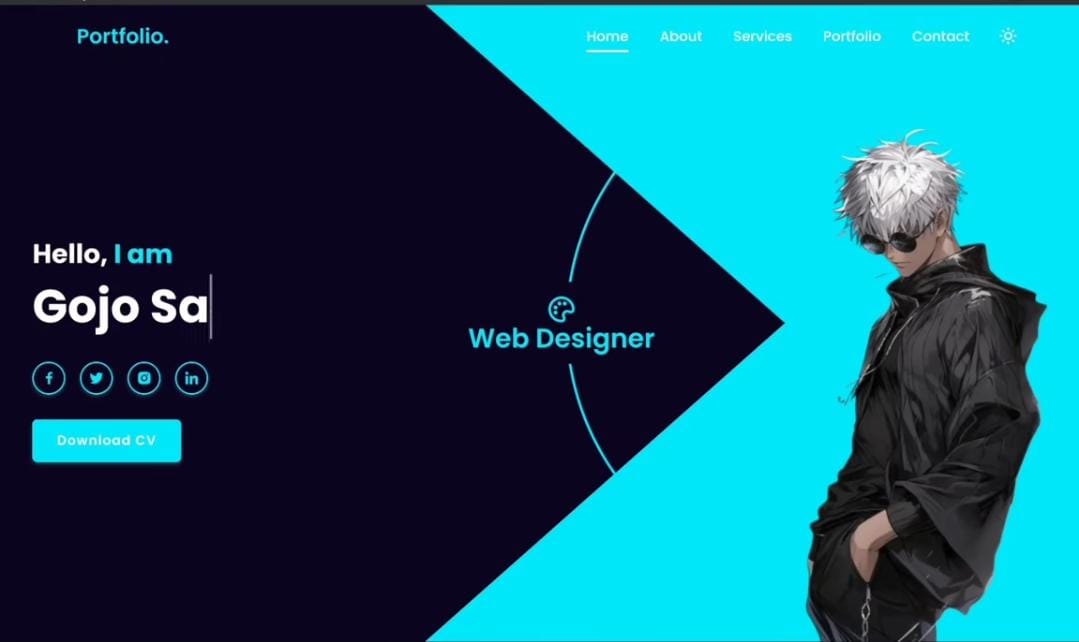 Portfolio.
Home About Services Portfolio Contact
Hello, I am
Gojo Sa
Web Designer
Download CV